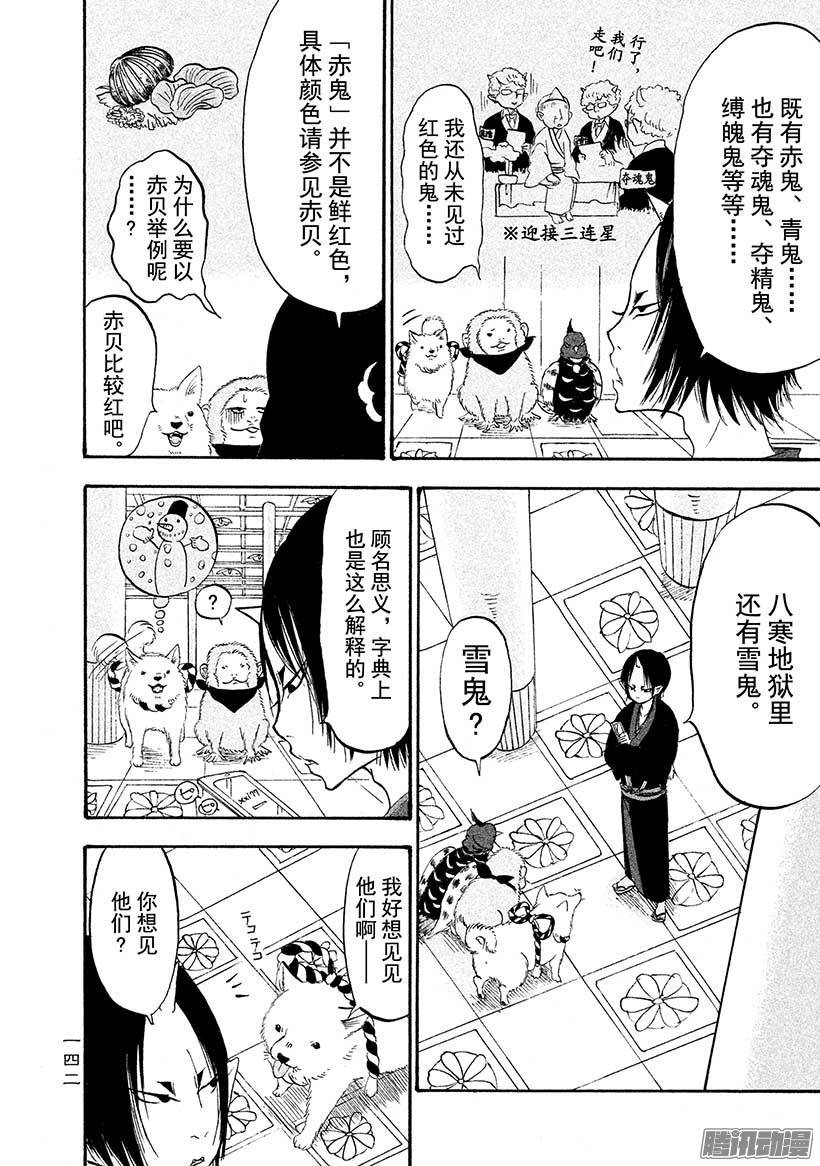 既有赤鬼、青鬼……
也有夺魂鬼、夺精鬼、
缚魄鬼等等……
行了，
我们
走吧！
夺魂鬼
※迎接三连星
我还从未见过
红色的鬼……
「赤鬼」并不是鲜红色，
具体颜色请参见赤贝。
为什么要以
赤贝举例呢
……？
赤贝比较红吧。
八寒地狱里
还有雪鬼。
雪鬼？
顾名思义，字典上
也是这么解释的。
?
我好想见见
他们啊——
テコ
テコ
你想见
他们？
一四二
腾讯动漫